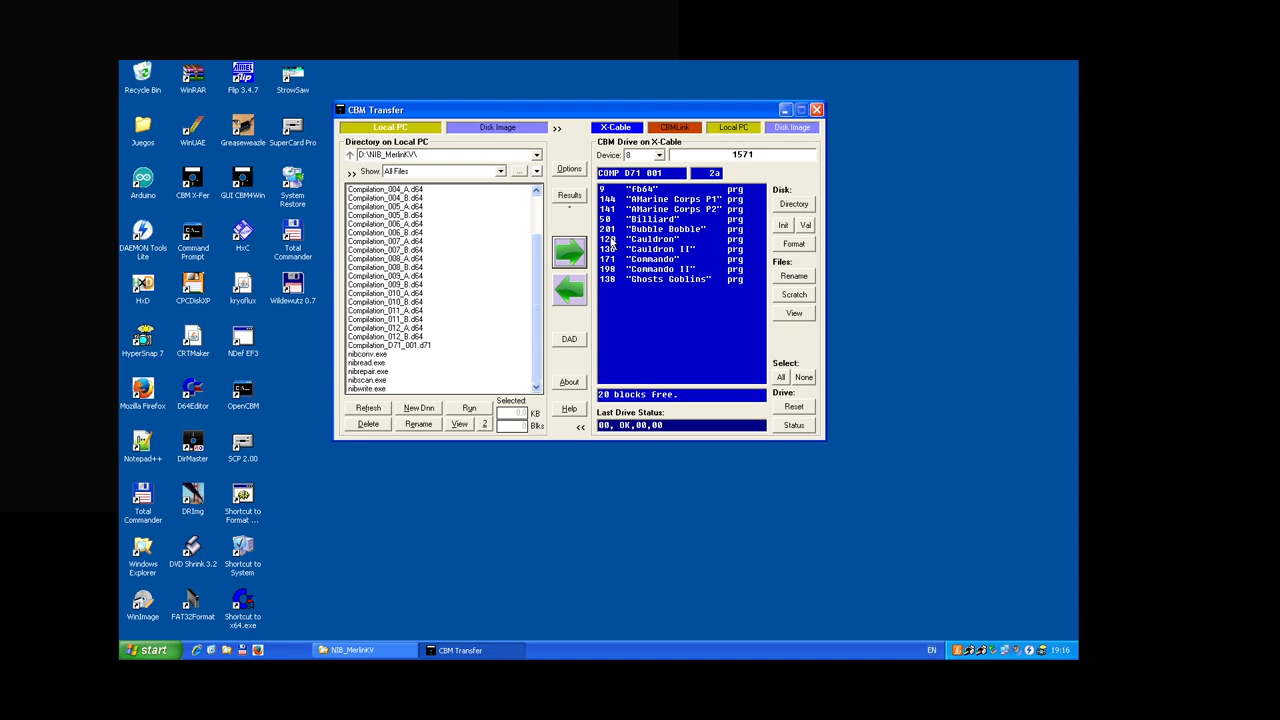 Recycle Bin
WinRAR
Flip 3.4.7
StrowSaw
Juegos
WinUAE
Greaseweazle
SuperCard Pro
Arduino
CBM X-Fer
GUI CBM4Win
System Restore
DAEMON Tools Lite
Command Prompt
HxC
Total Commander
HxD
CPCDiskXP
kryoflux
Wildewutz 0.7
HyperSnap 7
CRTMaker
NDef EF3
Mozilla Firefox
D64Editor
OpenCBM
Notepad++
DirMaster
SCP 2.00
Total Commander
DRImg
Shortcut to Format ...
Windows Explorer
DVD Shrink 3.2
Shortcut to System
WinImage
FAT32Format
Shortcut to x64.exe
CBM Transfer
Local PC
Disk Image
>>
X-Cable
CBMLink
Local PC
Disk Image
Directory on Local PC
D:\NIB_MerlinKV\
>> Show: All Files
...
Compilation_004_A.d64
Compilation_004_B.d64
Compilation_005_A.d64
Compilation_005_B.d64
Compilation_006_A.d64
Compilation_006_B.d64
Compilation_007_A.d64
Compilation_007_B.d64
Compilation_008_A.d64
Compilation_008_B.d64
Compilation_009_A.d64
Compilation_009_B.d64
Compilation_010_A.d64
Compilation_010_B.d64
Compilation_011_A.d64
Compilation_011_B.d64
Compilation_012_A.d64
Compilation_012_B.d64
Compilation_D71_001.d71
nibconv.exe
nibread.exe
nibrepair.exe
nibscan.exe
nibwrite.exe
Refresh
New Dnn
Run
Selected:
0.0 KB
Delete
Rename
View
2
0 Blks
Options
Results
DAD
About
Help
<<
CBM Drive on X-Cable
Device: 8
1571
COMP D71 001
2a
9 "fb64" prg
144 "AMarine Corps P1" prg
141 "AMarine Corps P2" prg
50 "Billiard" prg
201 "Bubble Bobble" prg
"Cauldron" prg
"Cauldron II" prg
171 "Commando" prg
198 "Commando II" prg
138 "Ghosts Goblins" prg
20 blocks free.
Last Drive Status:
00, OK,00,00
Disk:
Directory
Init
Val
Format
Files:
Rename
Scratch
View
Select:
All
None
Drive:
Reset
Status
start
NIB_MerlinKV
CBM Transfer
EN
19:16